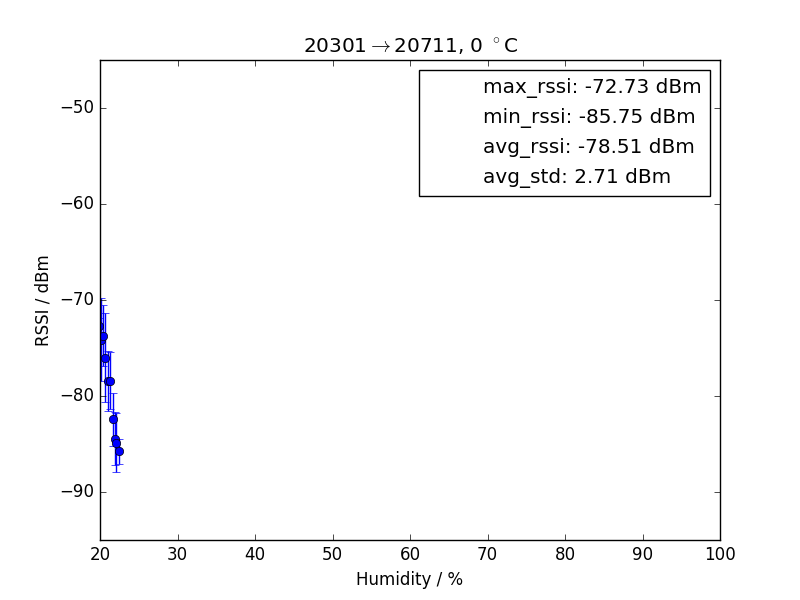 20301→20711, 0 °C
max_rssi: -72.73 dBm
min_rssi: -85.75 dBm
avg_rssi: -78.51 dBm
avg_std: 2.71 dBm
RSSI / dBm
−50
−60
−70
−80
−90
20 30 40 50 60 70 80 90 100
Humidity / %